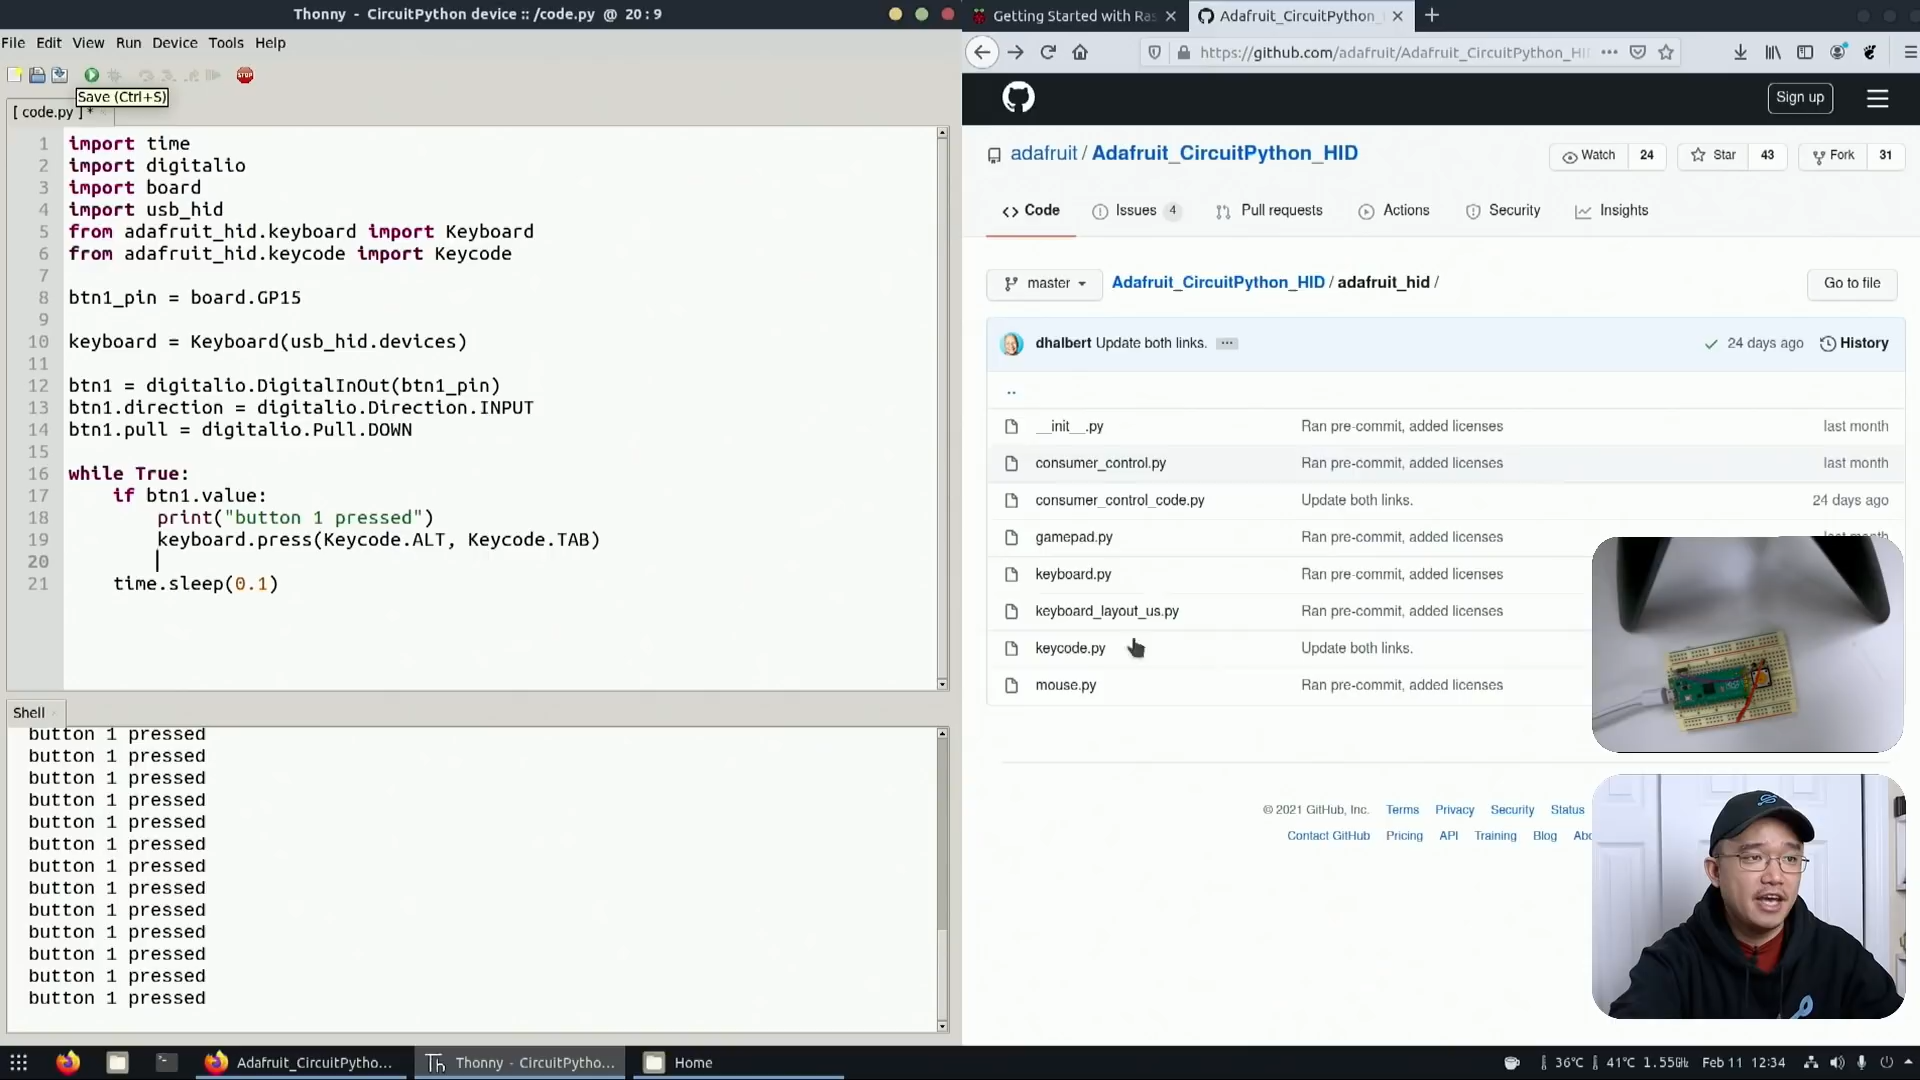 Thonny - CircuitPython device :: /code.py @ 20 : 9
File Edit View Run Device Tools Help
STOP
Save (Ctrl+S)
[ code.py ] *
1 import time
2 import digitalio
3 import board
4 import usb_hid
5 from adafruit_hid.keyboard import Keyboard
6 from adafruit_hid.keycode import Keycode
7
8 btn1_pin = board.GP15
9
10 keyboard = Keyboard(usb_hid.devices)
11
12 btn1 = digitalio.DigitalInOut(btn1_pin)
13 btn1.direction = digitalio.Direction.INPUT
14 btn1.pull = digitalio.Pull.DOWN
15
16 while True:
17 if btn1.value:
18 print("button 1 pressed")
19 keyboard.press(Keycode.ALT, Keycode.TAB)
20
21 time.sleep(0.1)
Shell
button 1 pressed
button 1 pressed
button 1 pressed
button 1 pressed
button 1 pressed
button 1 pressed
button 1 pressed
button 1 pressed
button 1 pressed
button 1 pressed
button 1 pressed
button 1 pressed
button 1 pressed
Getting Started with Ras
Adafruit_CircuitPython_
https://github.com/adafruit/Adafruit_CircuitPython_HI
Sign up
adafruit / Adafruit_CircuitPython_HID
Watch 24 Star 43 Fork 31
Code Issues 4 Pull requests Actions Security Insights
master Adafruit_CircuitPython_HID / adafruit_hid / Go to file
dhalbert Update both links. ... 24 days ago History
..
__init__.py Ran pre-commit, added licenses last month
consumer_control.py Ran pre-commit, added licenses last month
consumer_control_code.py Update both links. 24 days ago
gamepad.py Ran pre-commit, added licenses last month
keyboard.py Ran pre-commit, added licenses
keyboard_layout_us.py Ran pre-commit, added licenses
keycode.py Update both links.
mouse.py Ran pre-commit, added licenses
© 2021 GitHub, Inc. Terms Privacy Security Status
Contact GitHub Pricing API Training Blog Abo
Adafruit_CircuitPytho... Thonny - CircuitPytho... Home
36°C 41°C 1.55GHz Feb 11 12:34